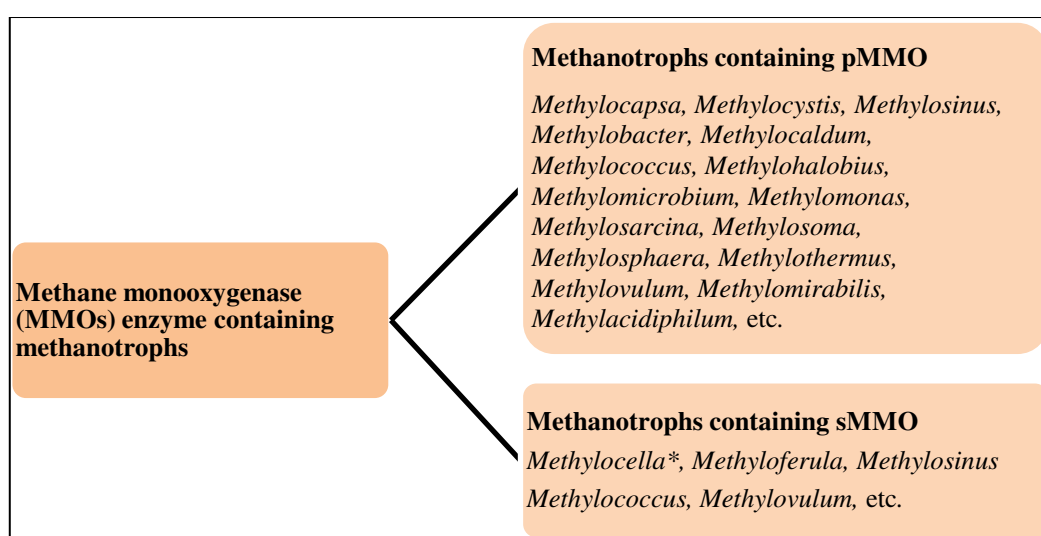 Methane monooxygenase
(MMOs) enzyme containing
methanotrophs
Methanotrophs containing pMMO
Methylocapsa, Methylocystis, Methylosinus,
Methylobacter, Methylocaldum,
Methylococcus, Methylohalobius,
Methylomicrobium, Methylomonas,
Methylosarcina, Methylosoma,
Methylosphaera, Methylothermus,
Methylovulum, Methylomirabilis,
Methylacidiphilum, etc.
Methanotrophs containing sMMO
Methylocella*, Methyloferula, Methylosinus
Methylococcus, Methylovulum, etc.